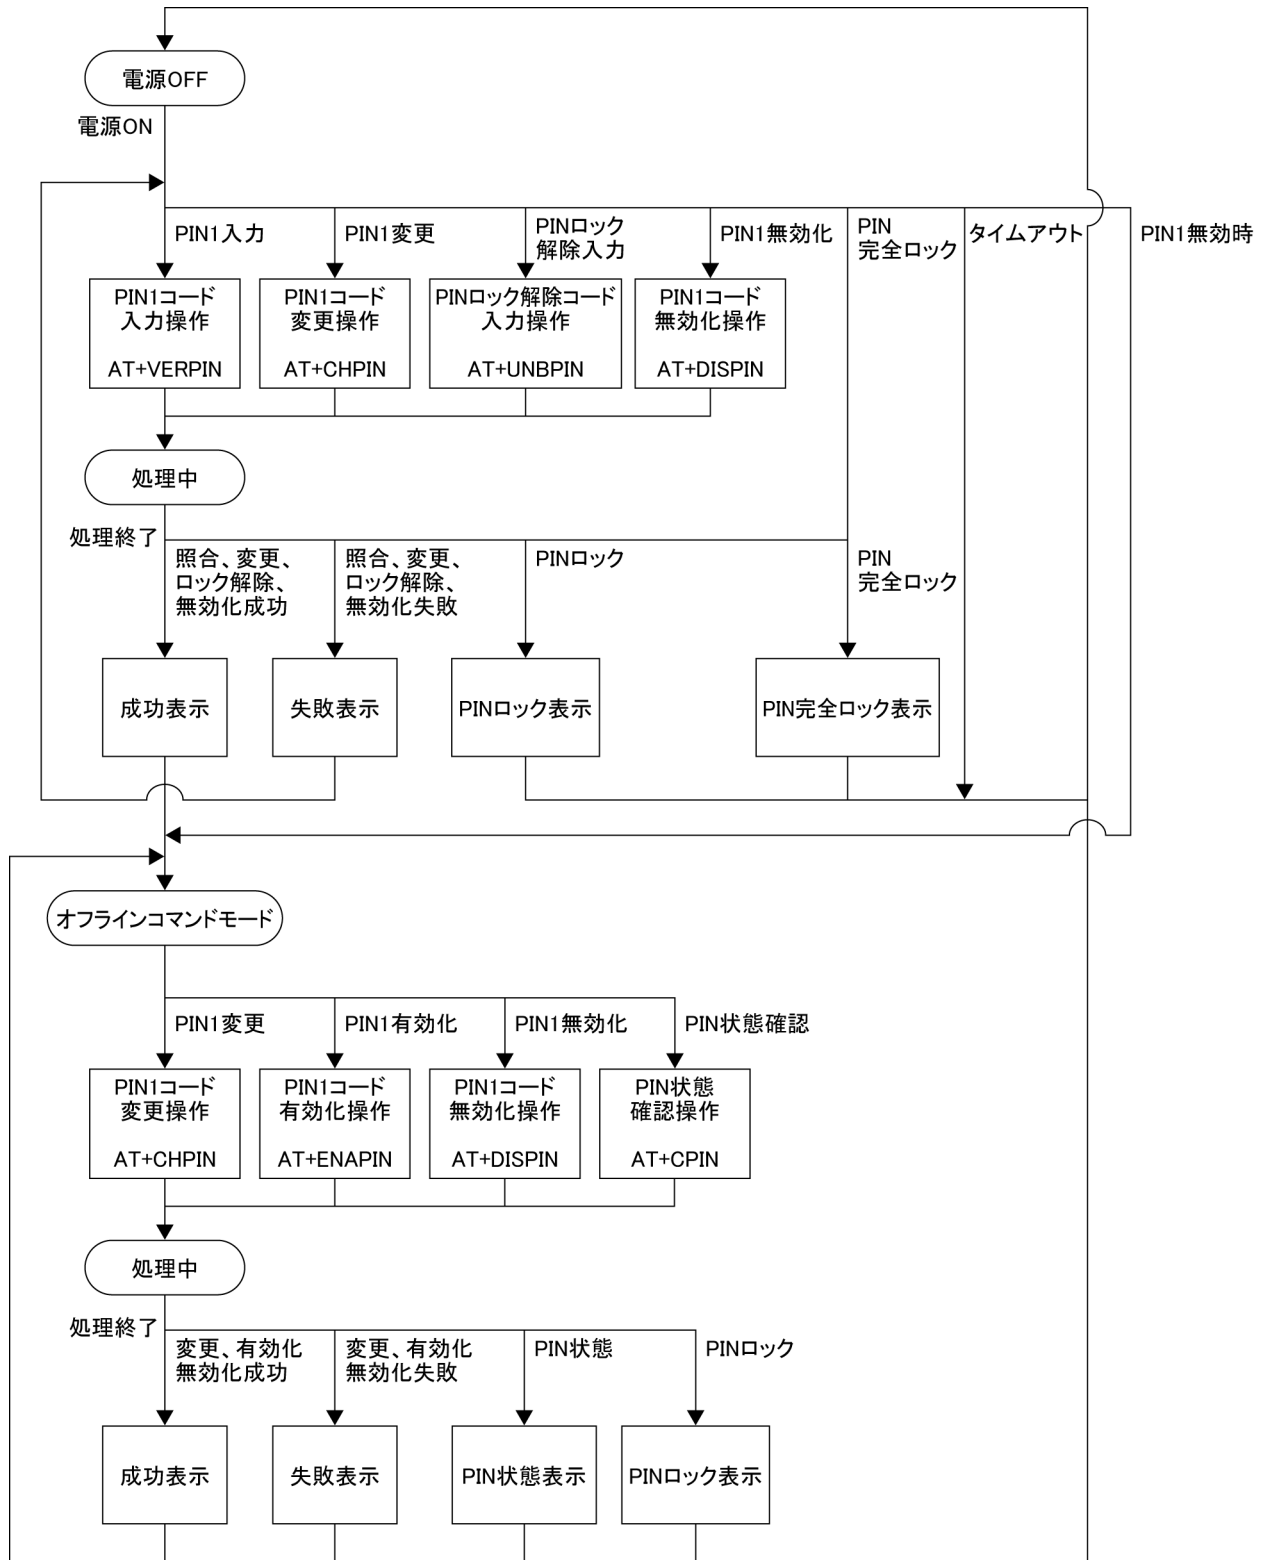 電源OFF
電源ON
PIN1入力
PIN1変更
PINロック
解除入力
PIN1無効化
PIN
完全ロック
タイムアウト
PIN1無効時
PIN1コード
入力操作
AT+VERPIN
PIN1コード
変更操作
AT+CHPIN
PINロック解除コード
入力操作
AT+UNBPIN
PIN1コード
無効化操作
AT+DISPIN
処理中
処理終了
照合、変更、
ロック解除、
無効化成功
照合、変更、
ロック解除、
無効化失敗
PINロック
PIN
完全ロック
成功表示
失敗表示
PINロック表示
PIN完全ロック表示
オフラインコマンドモード
PIN1変更
PIN1有効化
PIN1無効化
PIN状態確認
PIN1コード
変更操作
AT+CHPIN
PIN1コード
有効化操作
AT+ENAPIN
PIN1コード
無効化操作
AT+DISPIN
PIN状態
確認操作
AT+CPIN
処理中
処理終了
変更、有効化
無効化成功
変更、有効化
無効化失敗
PIN状態
PINロック
成功表示
失敗表示
PIN状態表示
PINロック表示